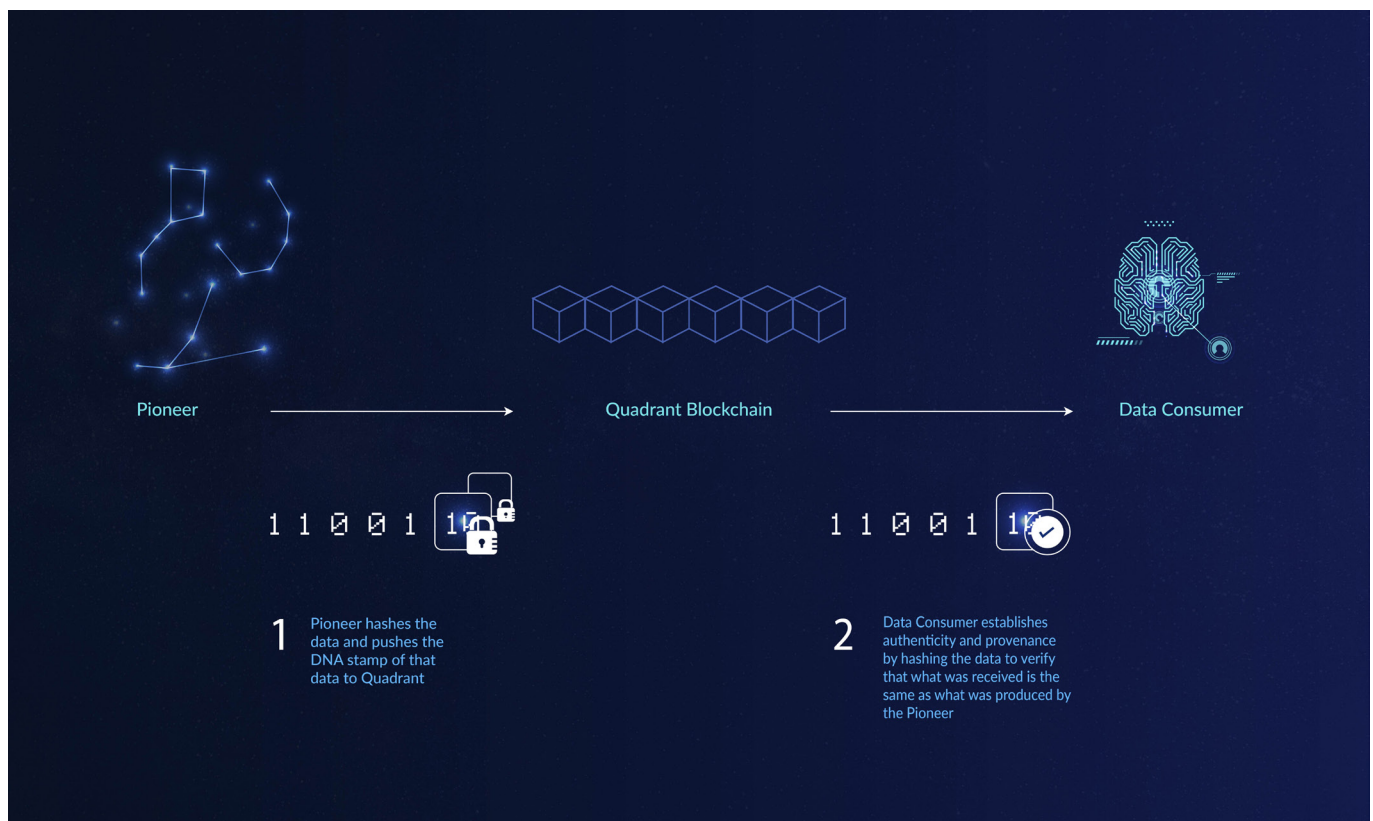 Pioneer
Quadrant Blockchain
Data Consumer
1 1 0 0 1 10
1 1 0 0 1 10
1
Pioneer hashes the
data and pushes the
DNA stamp of that
data to Quadrant
2
Data Consumer establishes
authenticity and provenance
by hashing the data to verify
that what was received is the
same as what was produced by
the Pioneer